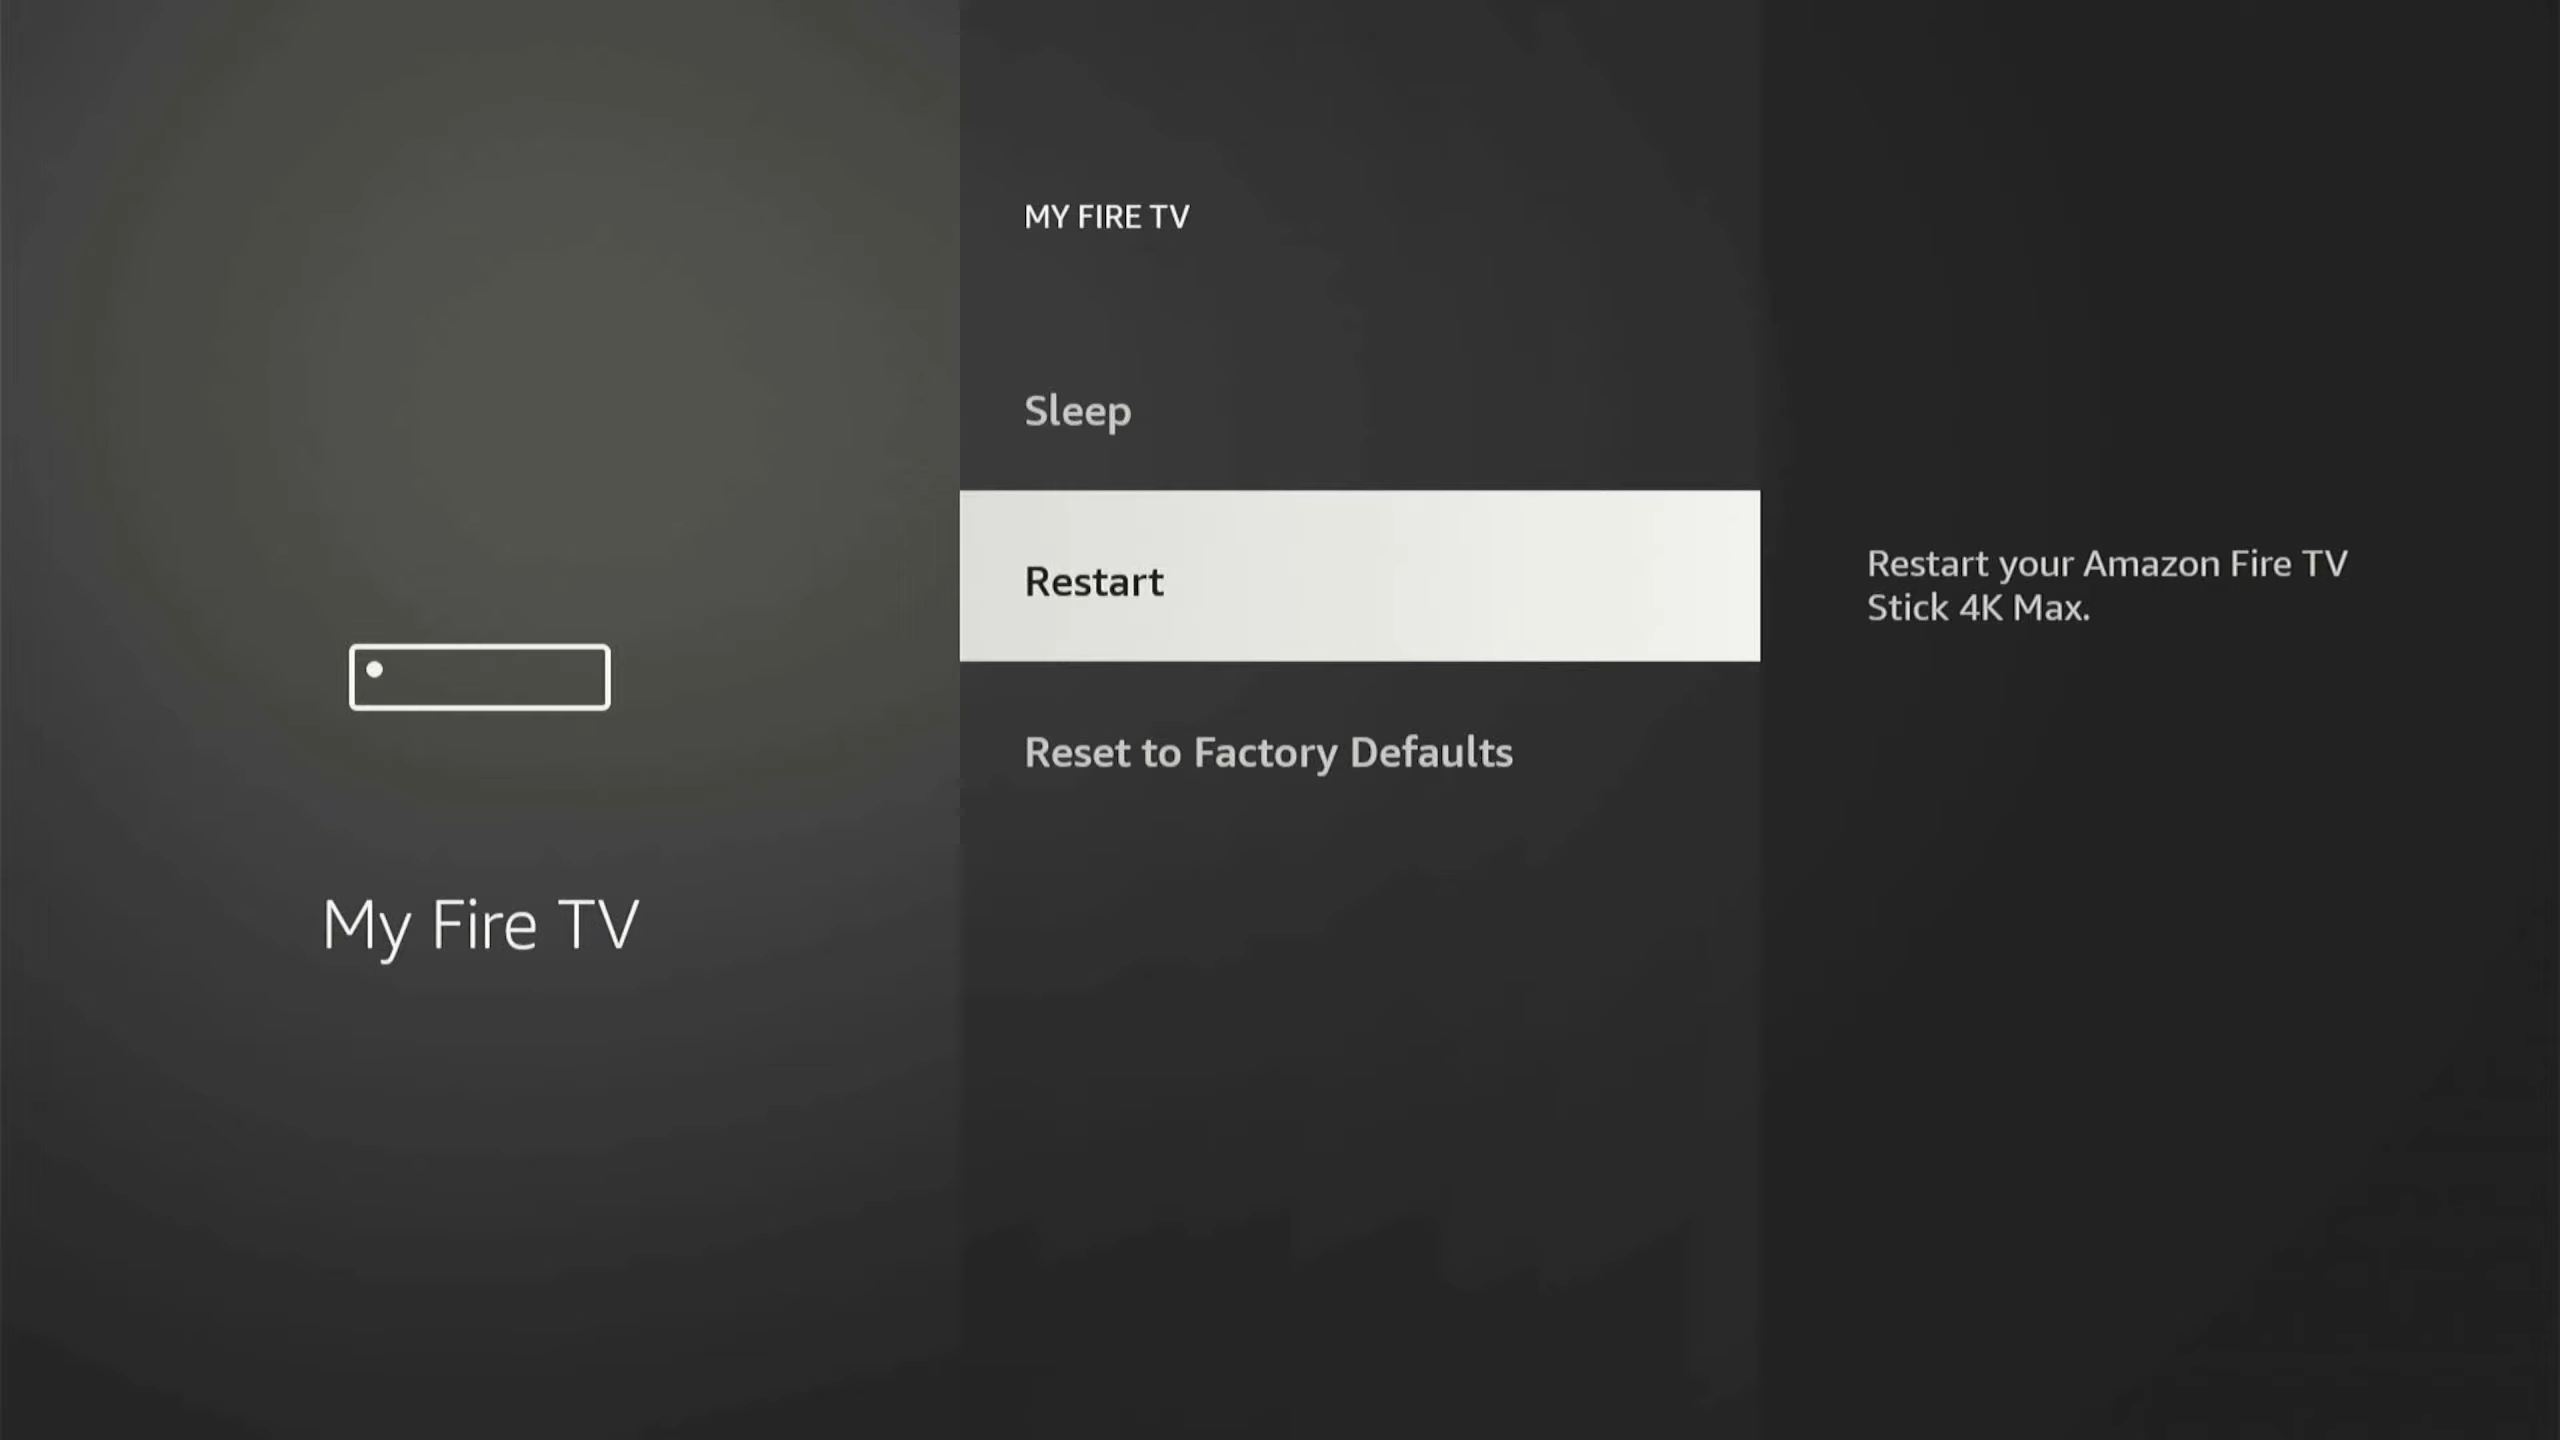 MY FIRE TV
Sleep
Restart
Reset to Factory Defaults
Restart your Amazon Fire TV
Stick 4K Max.
My Fire TV